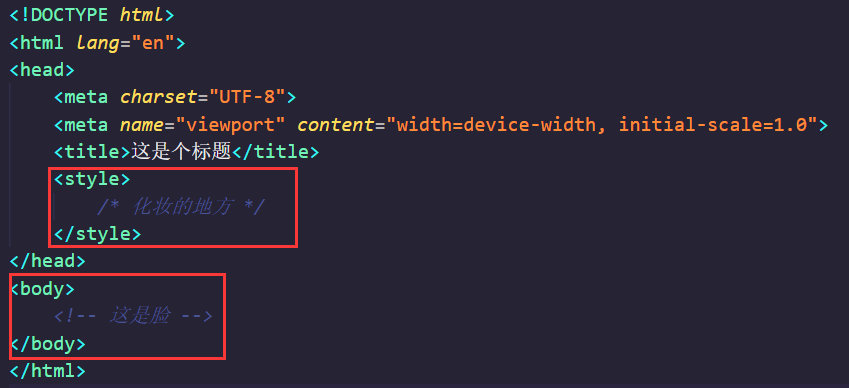 <!DOCTYPE html>
<html lang="en">
<head>
<meta charset="UTF-8">
<meta name="viewport" content="width=device-width, initial-scale=1.0">
<title>这是个标题</title>
<style>
/* 化妆的地方 */
</style>
</head>
<body>
<!-- 这是脸 -->
</body>
</html>